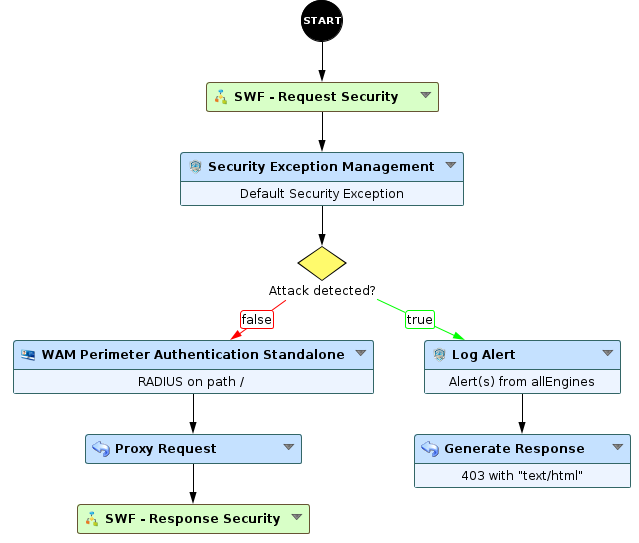 START
SWF - Request Security
Security Exception Management
Default Security Exception
Attack detected?
false
true
WAM Perimeter Authentication Standalone
RADIUS on path /
Log Alert
Alert(s) from allEngines
Proxy Request
Generate Response
403 with "text/html"
SWF - Response Security